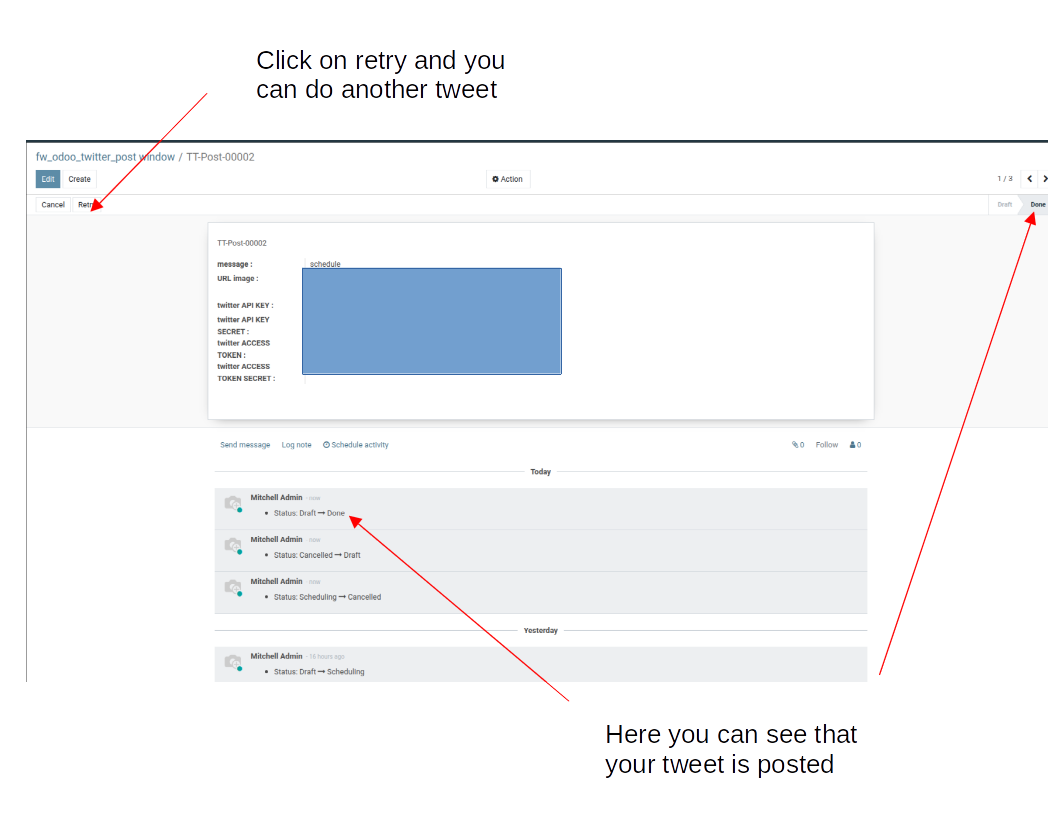 Click on retry and you
can do another tweet
fw_odoo_twitter_post window / TT-Post-00002
Edit Create Action 1 / 3
Cancel Draft Done
TT-Post-00002
message : schedule
URL image :
twitter API KEY :
twitter API KEY
SECRET :
twitter ACCESS
TOKEN :
twitter ACCESS
TOKEN SECRET :
Send message Log note Schedule activity 0 Follow 0
Today
Mitchell Admin - now
• Status: Draft → Done
Mitchell Admin - now
• Status: Cancelled → Draft
Mitchell Admin - now
• Status: Scheduling → Cancelled
Yesterday
Mitchell Admin - 16 hours ago
• Status: Draft → Scheduling
Here you can see that
your tweet is posted